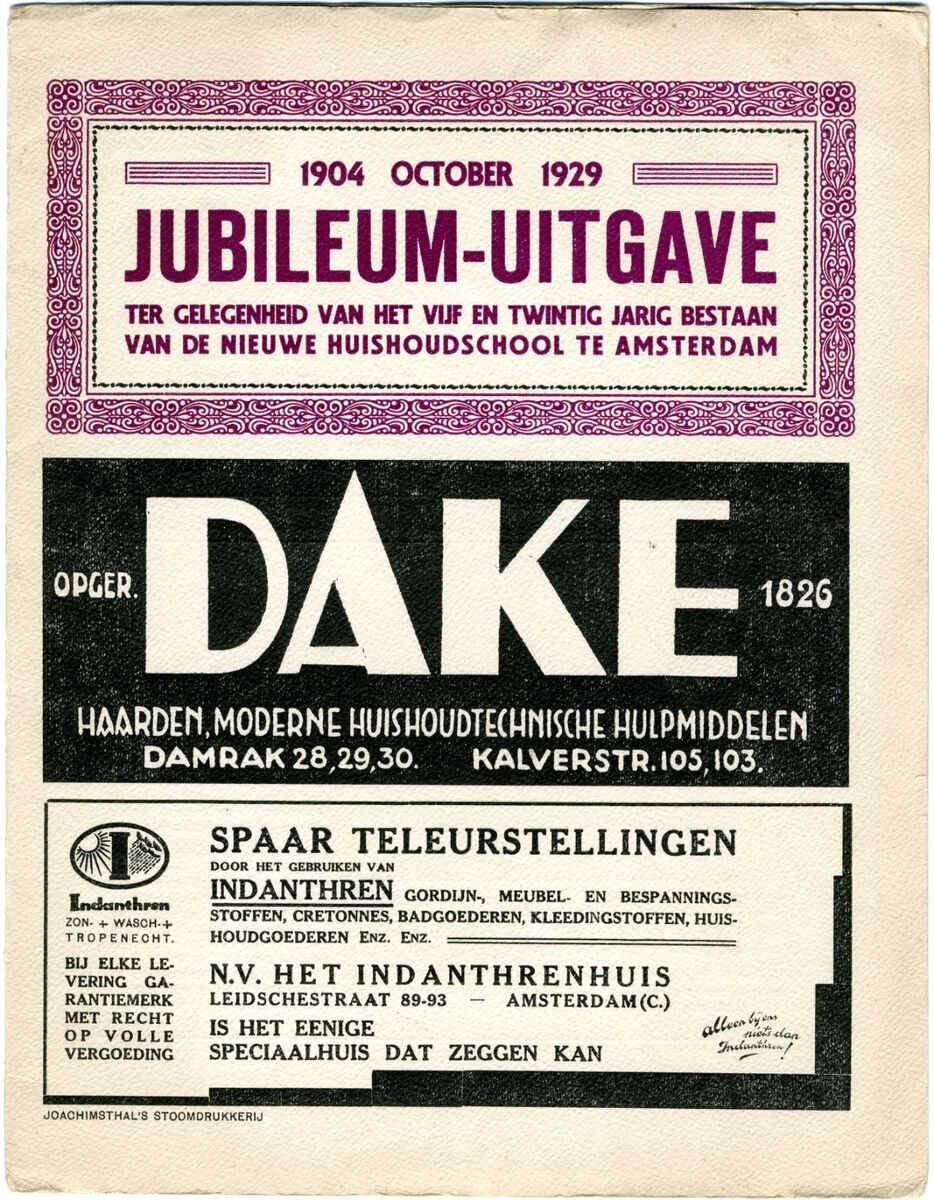 1904 OCTOBER 1929
JUBILEUM-UITGAVE
TER GELEGENHEID VAN HET VIJF EN TWINTIG JARIG BESTAAN
VAN DE NIEUWE HUISHOUDSCHOOL TE AMSTERDAM
OPGER. DAKE 1826
HAARDEN, MODERNE HUISHOUDTECHNISCHE HULPMIDDELEN
DAMRAK 28, 29, 30. KALVERSTR. 105, 103.
I
Indanthren
ZON- + WASCH-+
TROPENECHT.
BIJ ELKE LE-
VERING GA-
RANTIEMERK
MET RECHT
OP VOLLE
VERGOEDING
SPAAR TELEURSTELLINGEN
DOOR HET GEBRUIKEN VAN
INDANTHREN GORDIJN-, MEUBEL- EN BESPANNINGS-
STOFFEN, CRETONNES, BADGOEDEREN, KLEEDINGSTOFFEN, HUIS-
HOUDGOEDEREN ENZ. ENZ.
N.V. HET INDANTHRENHUIS
LEIDSCHESTRAAT 89-93 — AMSTERDAM (C.)
IS HET EENIGE
SPECIAALHUIS DAT ZEGGEN KAN
alleen bij ons
niets dan
Indanthren!
JOACHIMSTHAL'S STOOMDRUKKERIJ